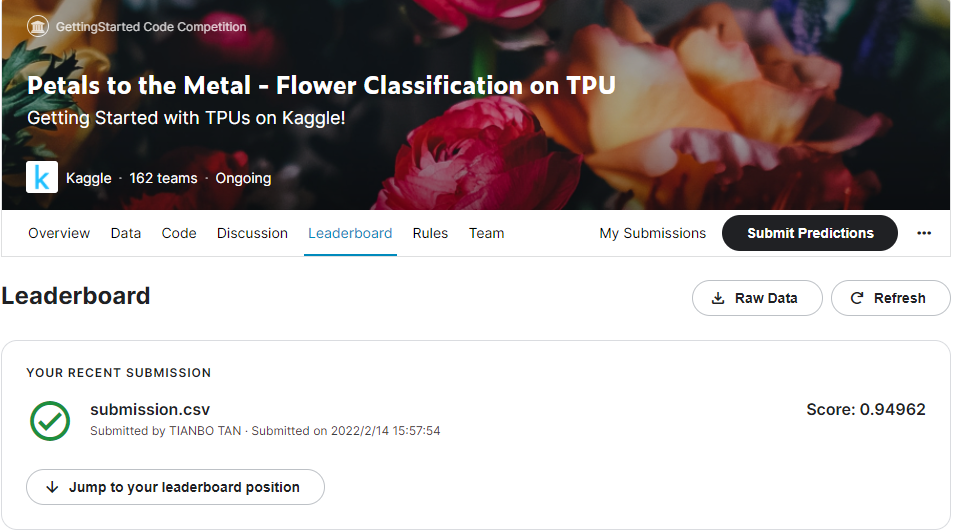 GettingStarted Code Competition
Petals to the Metal - Flower Classification on TPU
Getting Started with TPUs on Kaggle!
k Kaggle · 162 teams · Ongoing
Overview Data Code Discussion Leaderboard Rules Team My Submissions Submit Predictions ...
Leaderboard Raw Data Refresh
YOUR RECENT SUBMISSION
submission.csv Score: 0.94962
Submitted by TIANBO TAN · Submitted on 2022/2/14 15:57:54
Jump to your leaderboard position